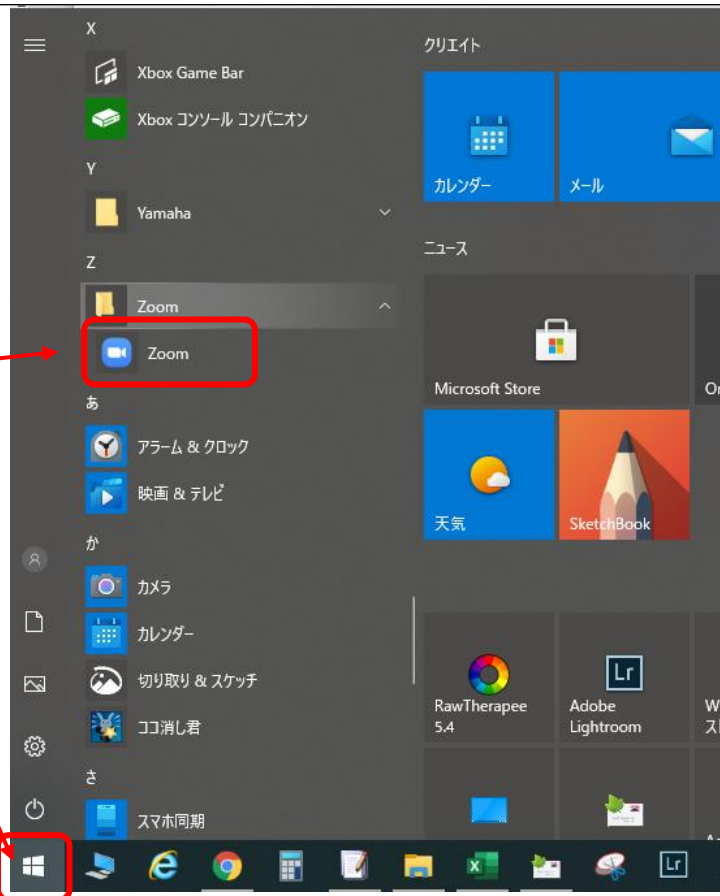 X
Xbox Game Bar
Xbox コンソール コンパニオン
Y
Yamaha
Z
Zoom
Zoom
あ
アラーム & クロック
映画 & テレビ
か
カメラ
カレンダー
切り取り & スケッチ
ココ消し君
さ
スマホ同期
クリエイト
カレンダー
メール
ニュース
Microsoft Store
天気
SketchBook
RawTherapee
5.4
Lr
Adobe
Lightroom
Lr